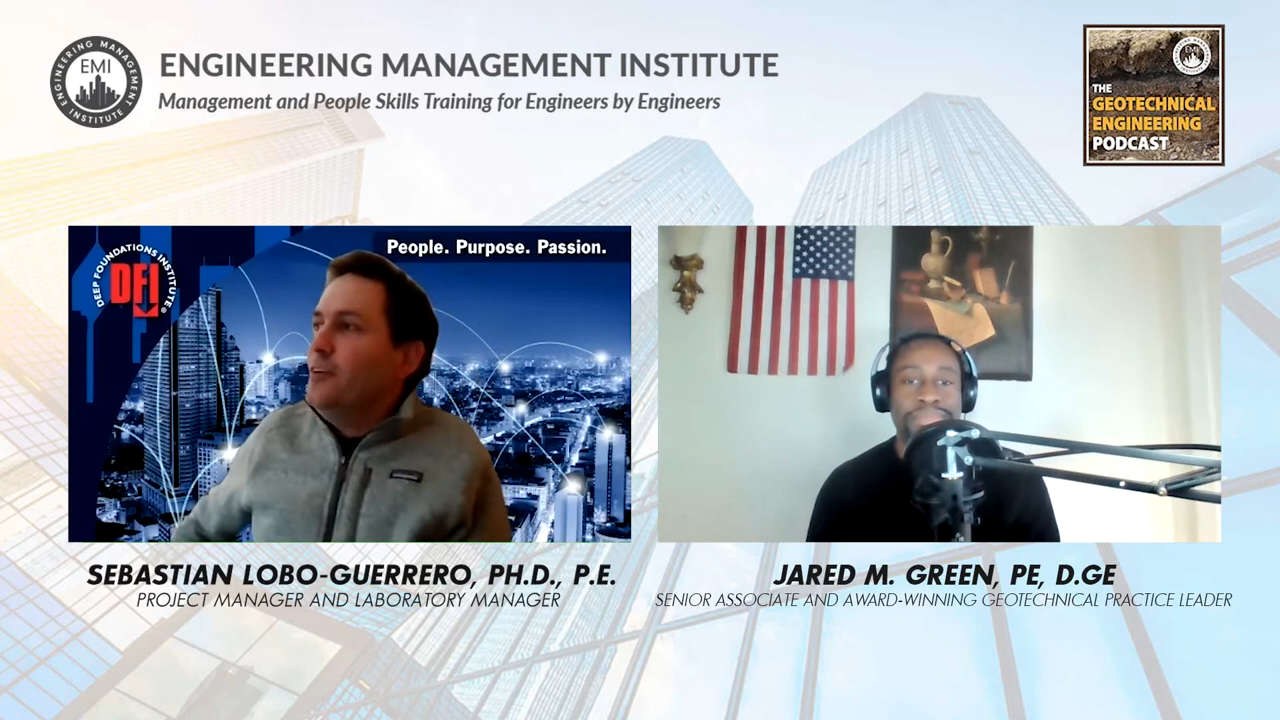 ENGINEERING MANAGEMENT INSTITUTE
EMI
ENGINEERING MANAGEMENT INSTITUTE
Management and People Skills Training for Engineers by Engineers
EMI
THE
GEOTECHNICAL
ENGINEERING
PODCAST
DEEP FOUNDATIONS INSTITUTE®
DFI
People. Purpose. Passion.
patagonia
SEBASTIAN LOBO-GUERRERO, PH.D., P.E.
PROJECT MANAGER AND LABORATORY MANAGER
JARED M. GREEN, PE, D.GE
SENIOR ASSOCIATE AND AWARD-WINNING GEOTECHNICAL PRACTICE LEADER